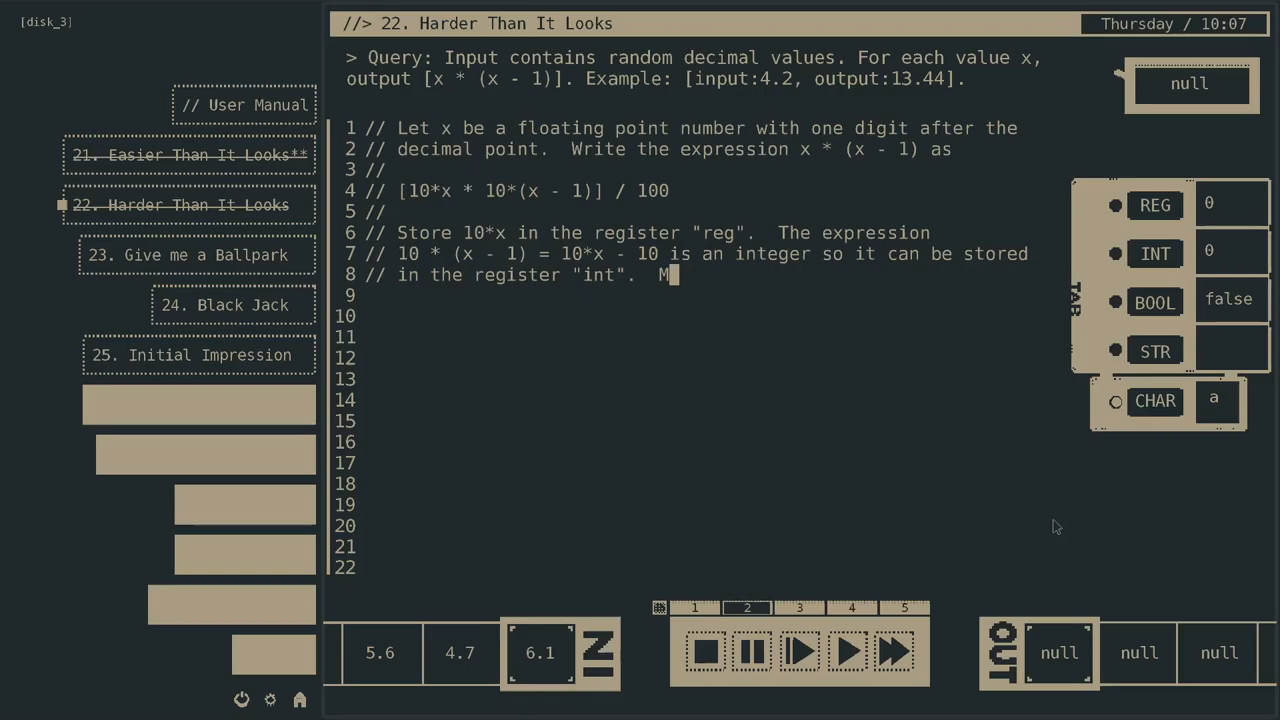 [disk_3]
//> 22. Harder Than It Looks
Thursday / 10:07
> Query: Input contains random decimal values. For each value x,
output [x * (x - 1)]. Example: [input:4.2, output:13.44].
null
// User Manual
21. Easier Than It Looks**
22. Harder Than It Looks
23. Give me a Ballpark
24. Black Jack
25. Initial Impression
1 // Let x be a floating point number with one digit after the
2 // decimal point.  Write the expression x * (x - 1) as
3 //
4 // [10*x * 10*(x - 1)] / 100
5 //
6 // Store 10*x in the register "reg".  The expression
7 // 10 * (x - 1) = 10*x - 10 is an integer so it can be stored
8 // in the register "int".  M
9
10
11
12
13
14
15
16
17
18
19
20
21
22
TAP
REG 0
INT 0
BOOL false
STR
CHAR a
1 2 3 4 5
5.6 4.7 6.1 IN
OUT null null null